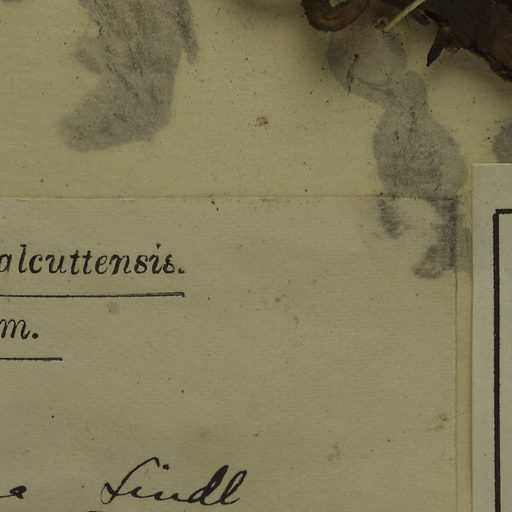 alcuttensis.
m.
a Lindl